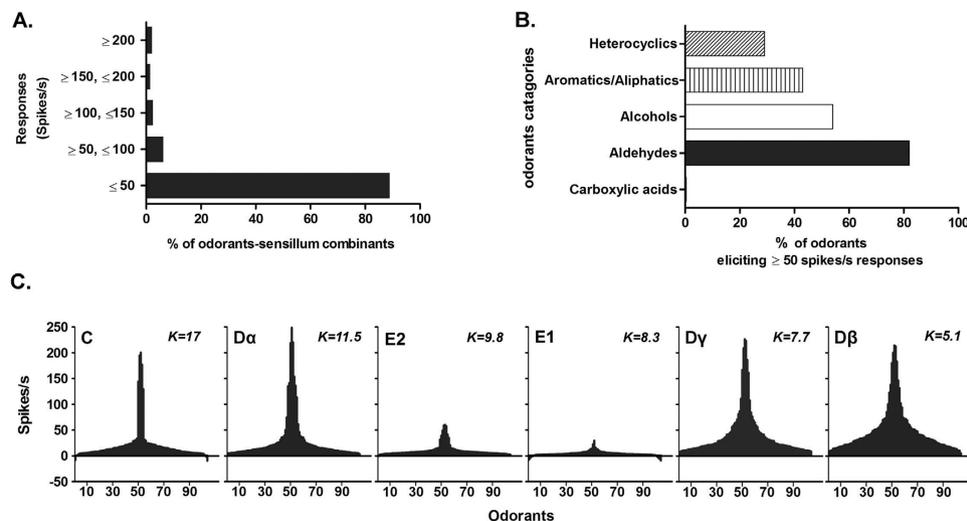 A.
Responses
(Spikes/s)
≥ 200
≥ 150, ≤ 200
≥ 100, ≤ 150
≥ 50, ≤ 100
≤ 50
0 20 40 60 80 100
% of odorants-sensillum combinants
B.
odorants catagories
Heterocyclics
Aromatics/Aliphatics
Alcohols
Aldehydes
Carboxylic acids
0 20 40 60 80 100
% of odorants
eliciting ≥ 50 spikes/s responses
C.
Spikes/s
250
200
150
100
50
0
-50
C K=17
Dα K=11.5
E2 K=9.8
E1 K=8.3
Dγ K=7.7
Dβ K=5.1
10 30 50 70 90 10 30 50 70 90 10 30 50 70 90 10 30 50 70 90 10 30 50 70 90 10 30 50 70 90
Odorants